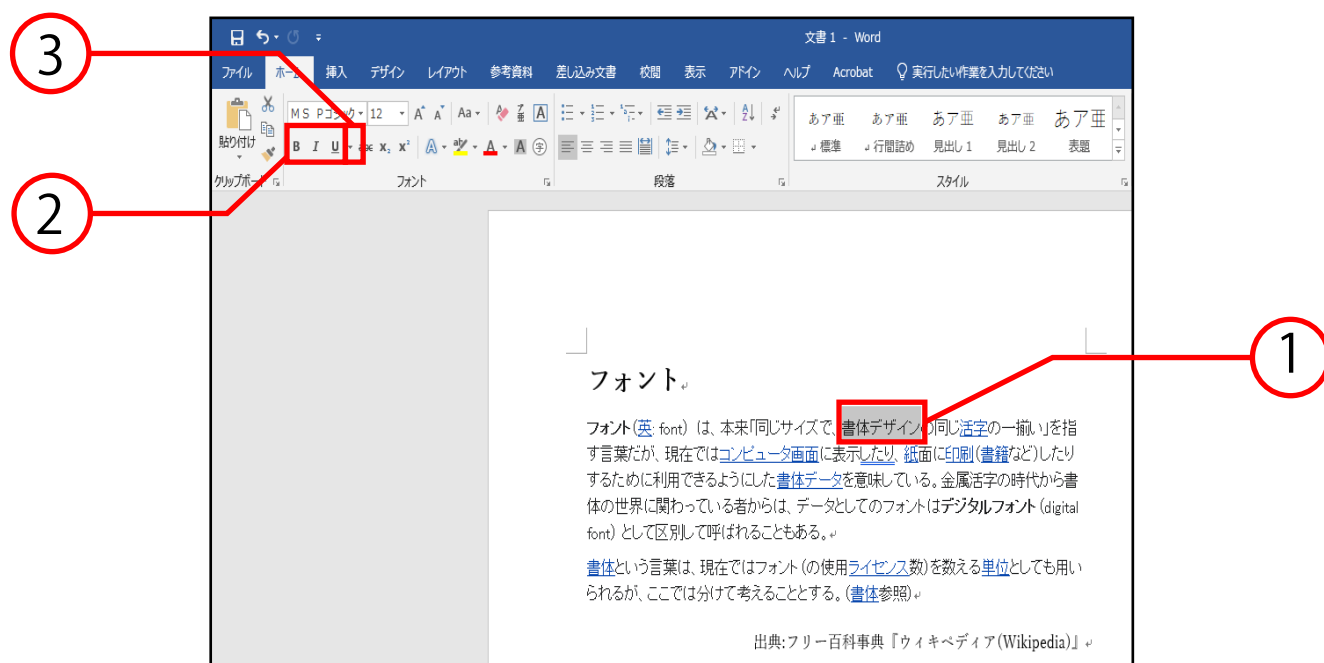 3
文書 1 - Word
ファイル ホーム 挿入 デザイン レイアウト 参考資料 差し込み文書 校閲 表示 アドイン ヘルプ Acrobat 実行したい作業を入力してください
貼り付け
MS Pゴシック 12 A A Aa
B I U abc x₂ x² A aby A A 字
あア亜 あア亜 あア亜 あア亜 あア亜
標準 行間詰め 見出し 1 見出し 2 表題
クリップボード フォント 段落 スタイル
2
1
フォント
フォント(英: font) は、本来「同じサイズで、書体デザインの同じ活字の一揃い」を指
す言葉だが、現在ではコンピュータ画面に表示したり、紙面に印刷(書籍など)したり
するために利用できるようにした書体データを意味している。金属活字の時代から書
体の世界に関わっている者からは、データとしてのフォントはデジタルフォント (digital
font) として区別して呼ばれることもある。
書体という言葉は、現在ではフォント (の使用ライセンス数)を数える単位としても用い
られるが、ここでは分けて考えることとする。(書体参照)
出典:フリー百科事典『ウィキペディア(Wikipedia)』